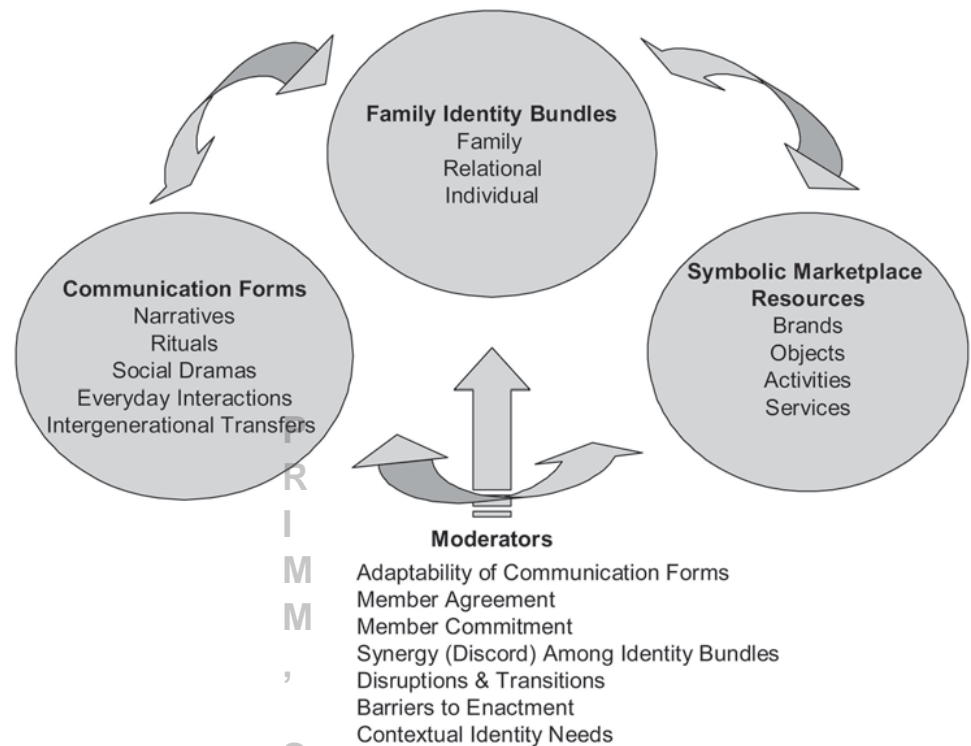 Family Identity Bundles
Family
Relational
Individual
Communication Forms
Narratives
Rituals
Social Dramas
Everyday Interactions
Intergenerational Transfers
Symbolic Marketplace
Resources
Brands
Objects
Activities
Services
Moderators
Adaptability of Communication Forms
Member Agreement
Member Commitment
Synergy (Discord) Among Identity Bundles
Disruptions & Transitions
Barriers to Enactment
Contextual Identity Needs
P
R
I
M
M
,